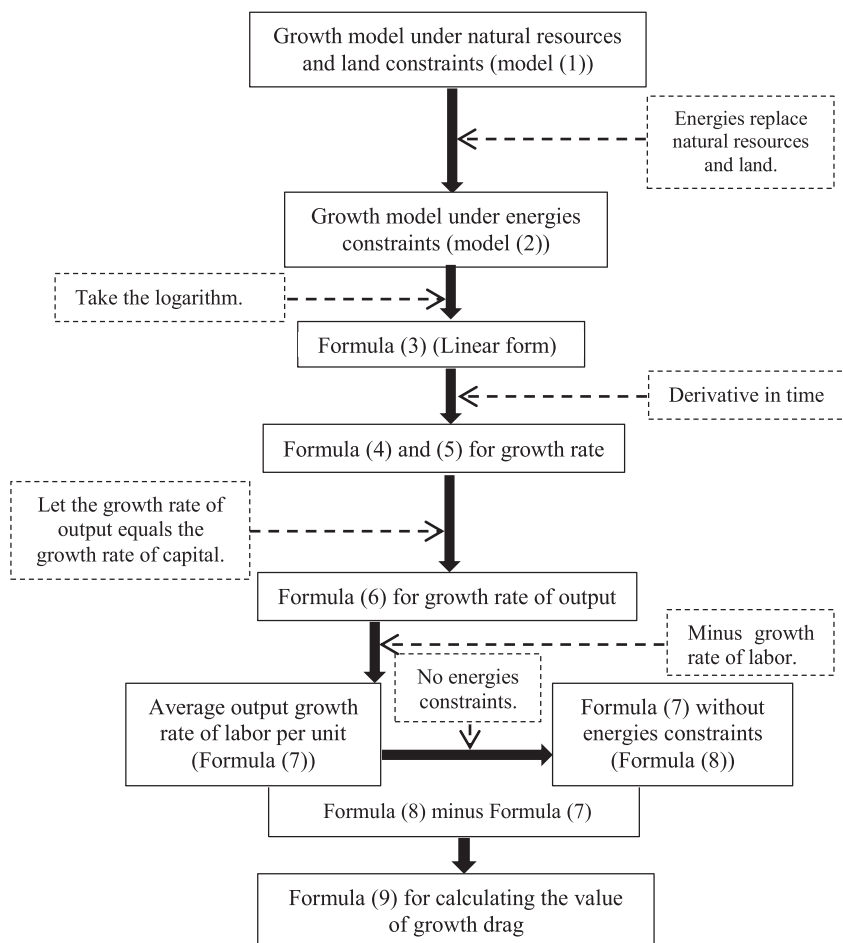 Growth model under natural resources
and land constraints (model (1))
Energies replace
natural resources
and land.
Growth model under energies
constraints (model (2))
Take the logarithm.
Formula (3) (Linear form)
Derivative in time
Formula (4) and (5) for growth rate
Let the growth rate of
output equals the
growth rate of capital.
Formula (6) for growth rate of output
Minus growth
rate of labor.
No energies
constraints.
Average output growth
rate of labor per unit
(Formula (7))
Formula (7) without
energies constraints
(Formula (8))
Formula (8) minus Formula (7)
Formula (9) for calculating the value
of growth drag